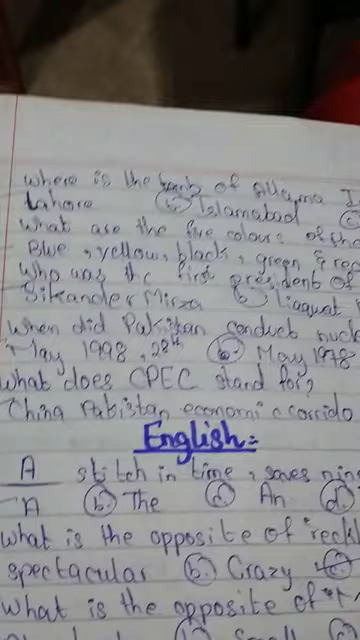 where is the tomb of Allama I
Lahore (b.) Islamabad (c
What are the five colours of the
Blue, yellow, black, green & rec
Who was the first president of
Sikander Mirza b liaquat
When did Pakistan conduct nuck
May 1998, 28th (b.) May 1978
What does CPEC stand for?
China Pakistan economic corrido
English:
A stitch in time, saves nin
A (b.) The (c.) An (d.)
What is the opposite of "reckl
spectacular (b.) Crazy
What is the opposite of